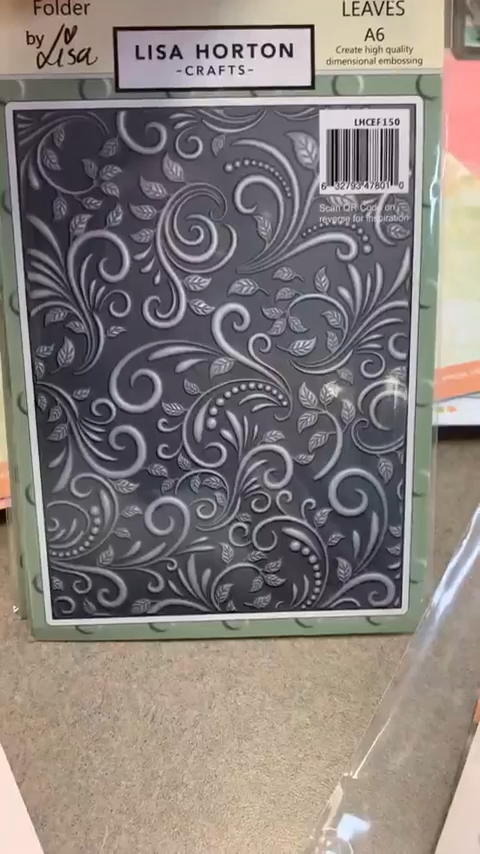 Folder
by Lisa
LISA HORTON
-CRAFTS-
LEAVES
A6
Create high quality
dimensional embossing
LHCEF150
Scan QR Code on
reverse for inspiration